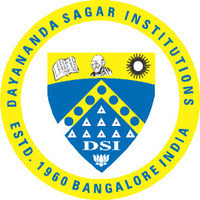 DAYANANDA SAGAR INSTITUTIONS
DSI
ESTD. 1960 BANGALORE INDIA